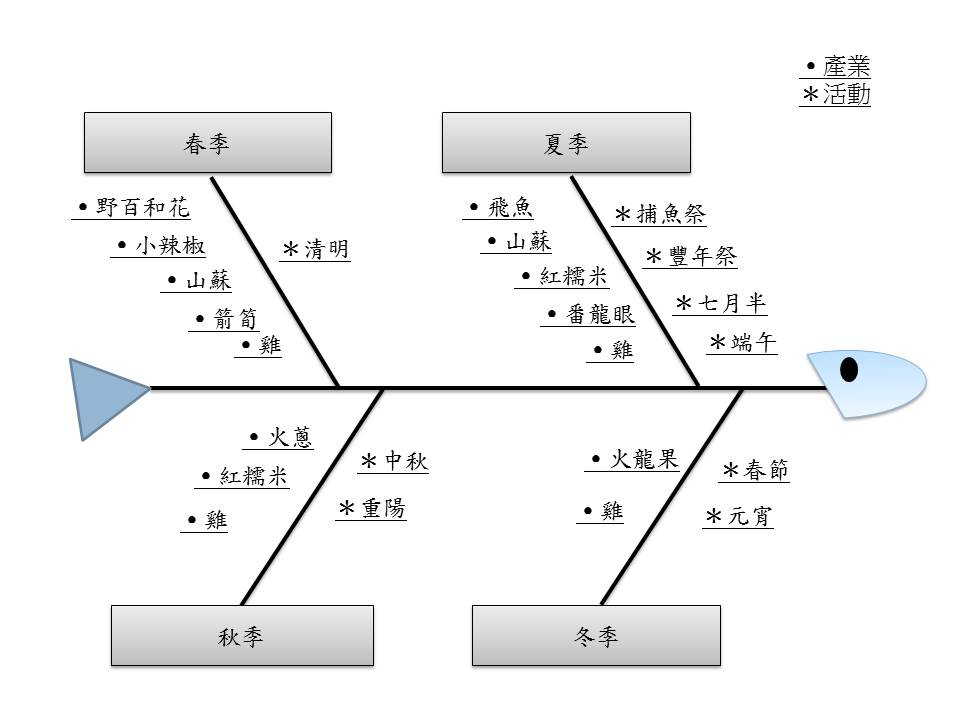 •產業
＊活動
春季
•野百和花
•小辣椒
•山蘇
•箭筍
•雞
＊清明
夏季
•飛魚
•山蘇
•紅糯米
•番龍眼
•雞
＊捕魚祭
＊豐年祭
＊七月半
＊端午
•火蔥
•紅糯米
•雞
＊中秋
＊重陽
秋季
•火龍果
•雞
＊春節
＊元宵
冬季